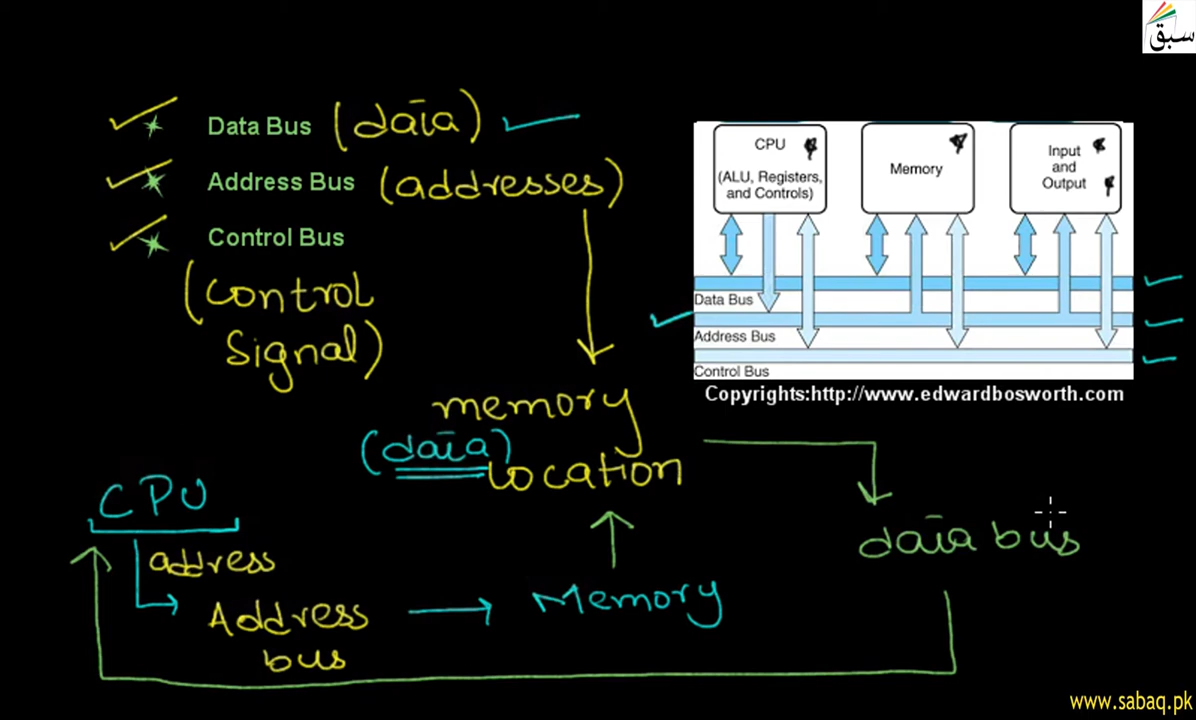 سبق
Data Bus (data)
Address Bus (addresses)
Control Bus
(control
signal)
CPU
(ALU, Registers,
and Controls)
Memory
Input
and
Output
Data Bus
Address Bus
Control Bus
Copyrights:http://www.edwardbosworth.com
memory
(data)
location
CPU
address
Address
bus
Memory
data bus
www.sabaq.pk